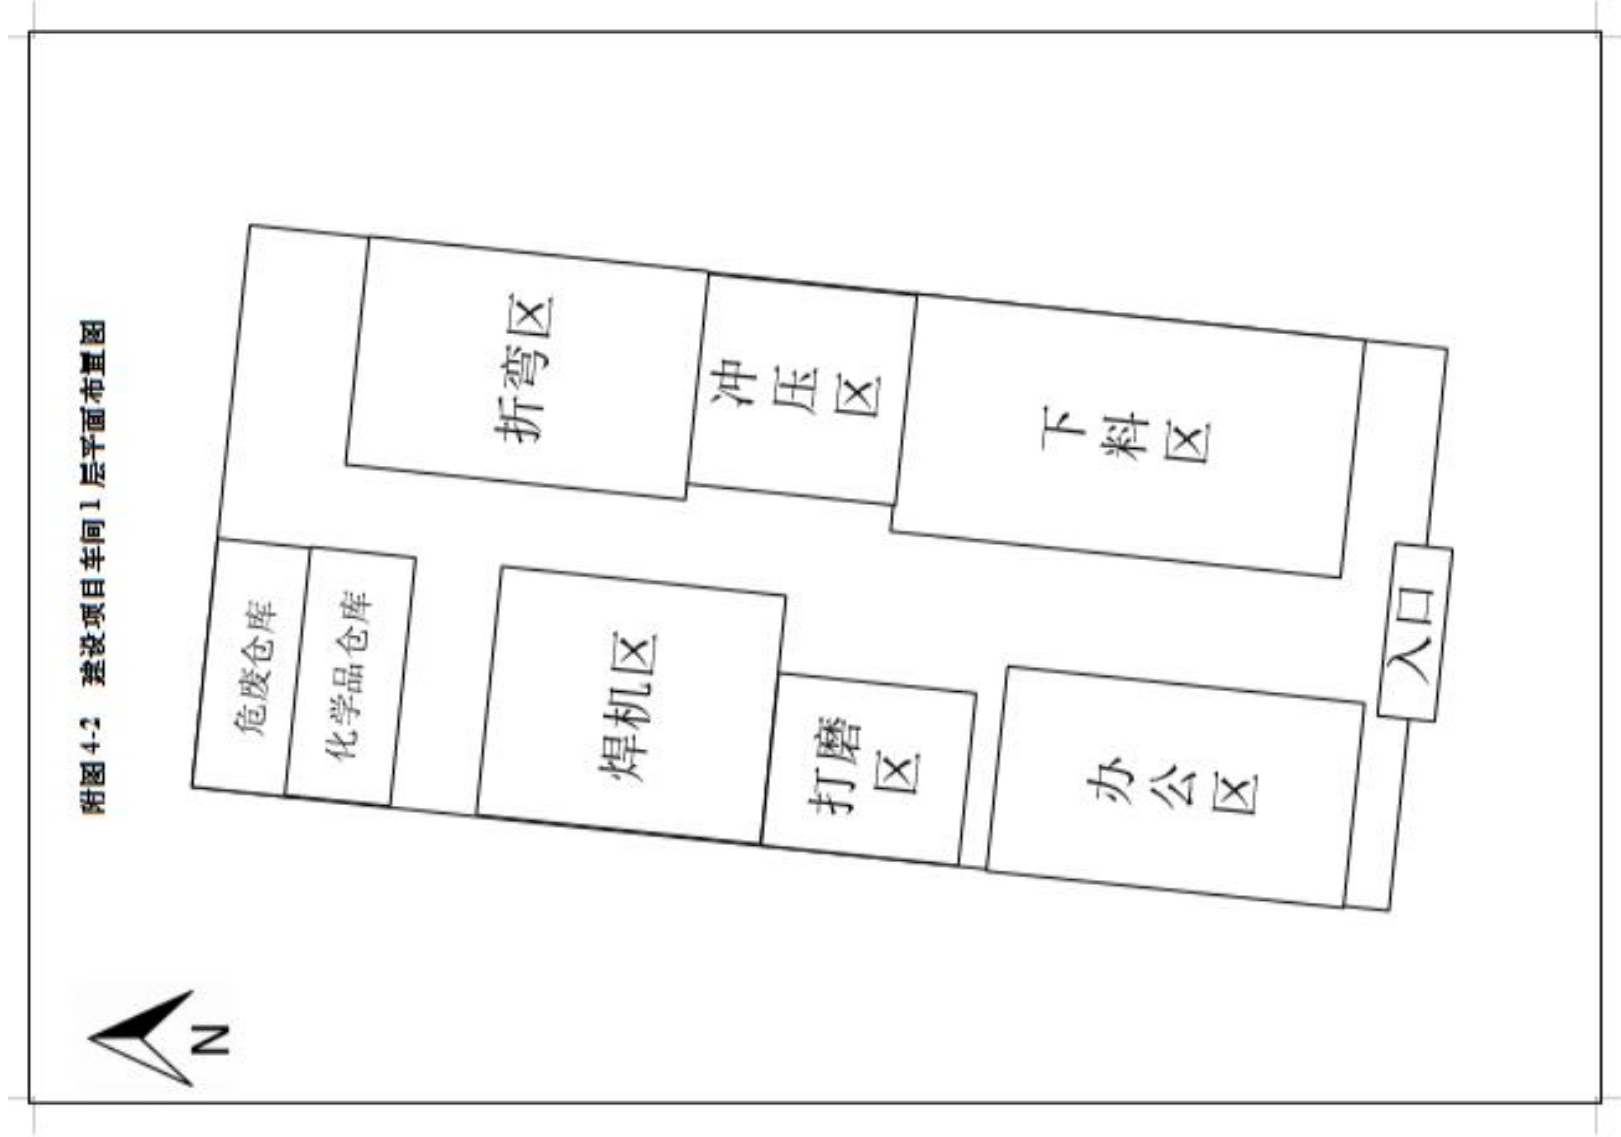 附图 4-2 建设项目车间 1 层平面布置图
危废仓库
化学品仓库
折弯区
冲
压
区
下
料
区
焊机区
打磨
区
办
公
区
入口
N